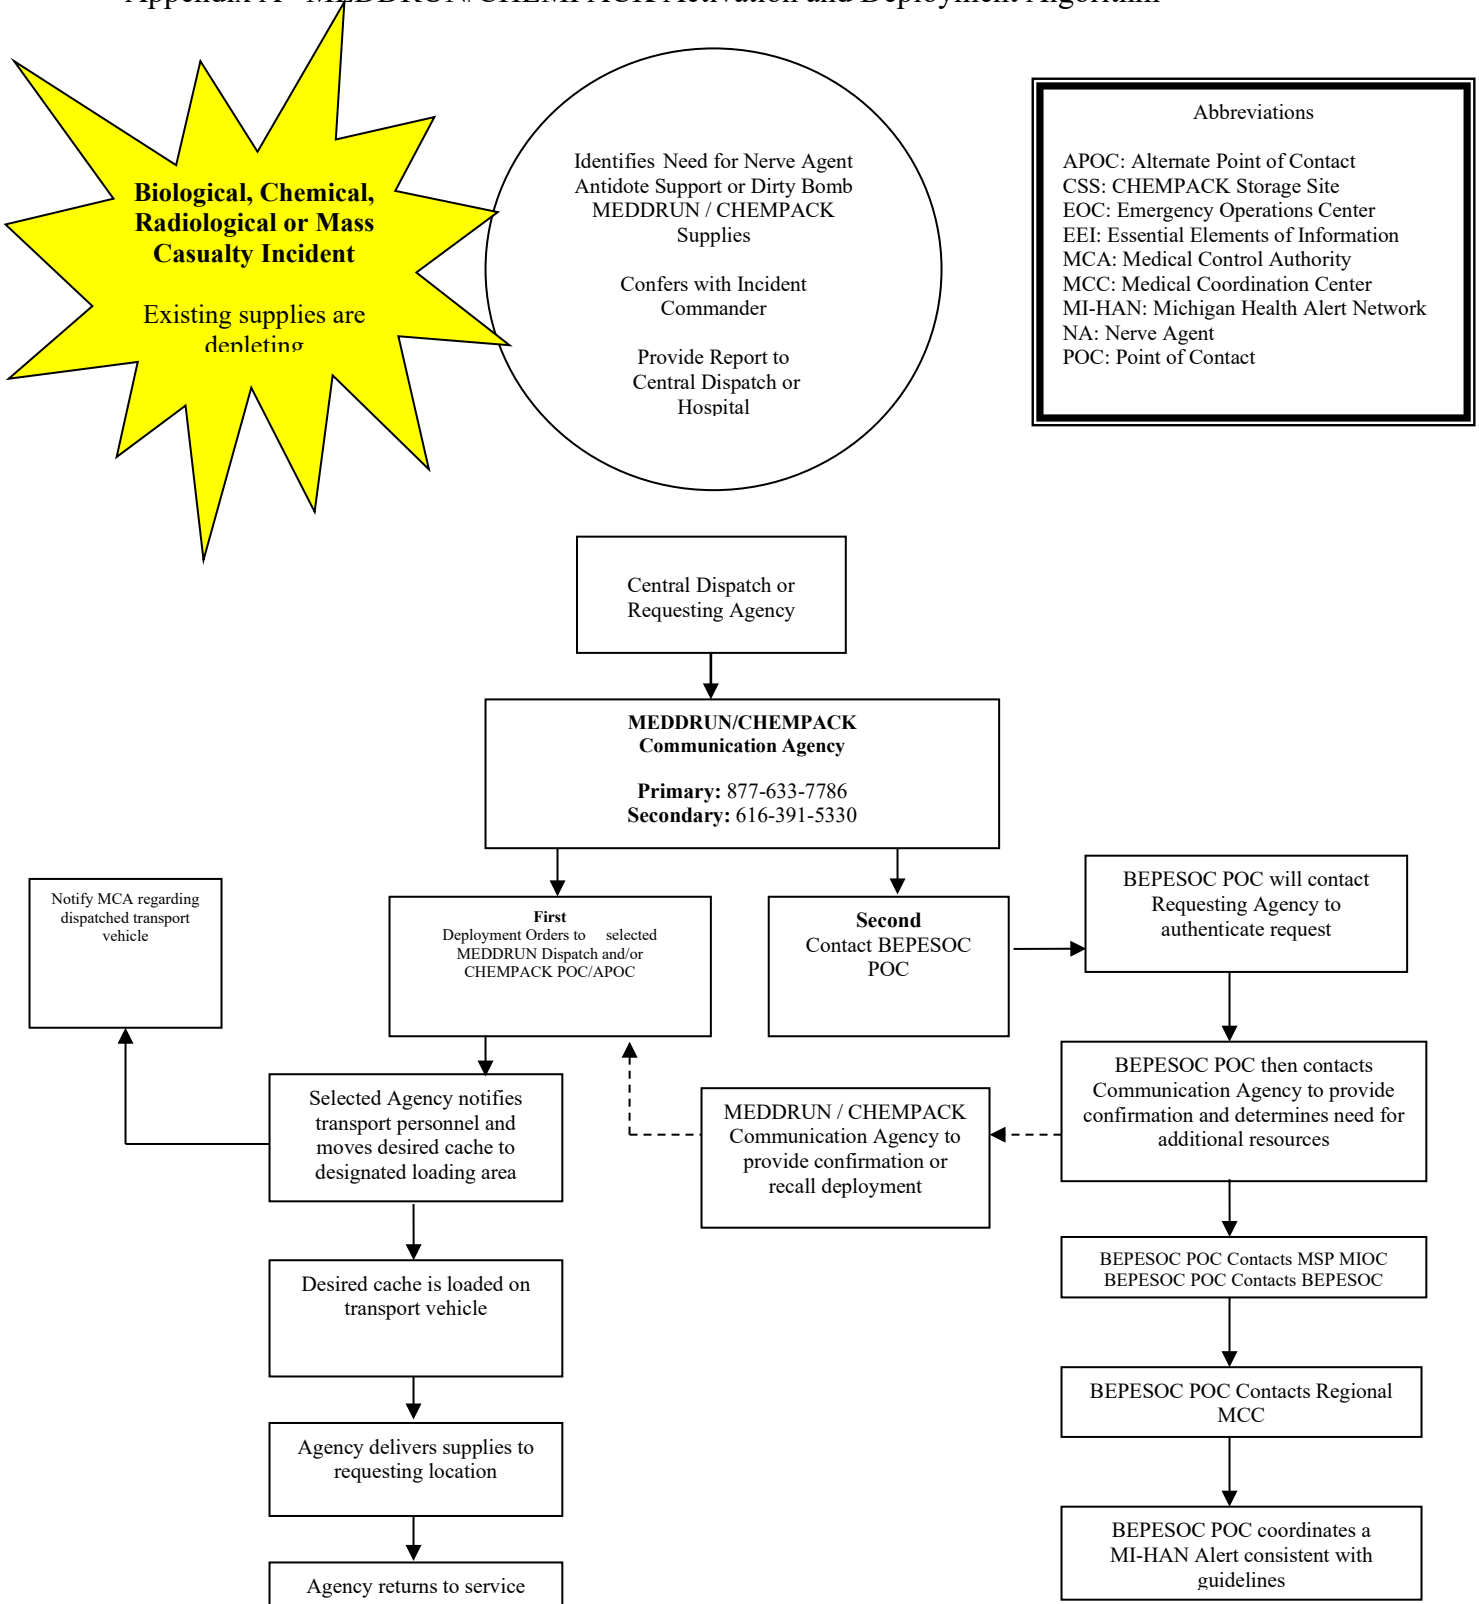 Appendix A - MEDDRUN/CHEMPACK Activation and Deployment Algorithm
Biological, Chemical,
Radiological or Mass
Casualty Incident
Existing supplies are
depleting
Identifies Need for Nerve Agent
Antidote Support or Dirty Bomb
MEDDRUN / CHEMPACK
Supplies
Confers with Incident
Commander
Provide Report to
Central Dispatch or
Hospital
Abbreviations
APOC: Alternate Point of Contact
CSS: CHEMPACK Storage Site
EOC: Emergency Operations Center
EEI: Essential Elements of Information
MCA: Medical Control Authority
MCC: Medical Coordination Center
MI-HAN: Michigan Health Alert Network
NA: Nerve Agent
POC: Point of Contact
Central Dispatch or
Requesting Agency
MEDDRUN/CHEMPACK
Communication Agency
Primary: 877-633-7786
Secondary: 616-391-5330
Notify MCA regarding
dispatched transport
vehicle
First
Deployment Orders to selected
MEDDRUN Dispatch and/or
CHEMPACK POC/APOC
Second
Contact BEPESOC
POC
BEPESOC POC will contact
Requesting Agency to
authenticate request
Selected Agency notifies
transport personnel and
moves desired cache to
designated loading area
MEDDRUN / CHEMPACK
Communication Agency to
provide confirmation or
recall deployment
BEPESOC POC then contacts
Communication Agency to provide
confirmation and determines need for
additional resources
Desired cache is loaded on
transport vehicle
BEPESOC POC Contacts MSP MIOC
BEPESOC POC Contacts BEPESOC
BEPESOC POC Contacts Regional
MCC
Agency delivers supplies to
requesting location
BEPESOC POC coordinates a
MI-HAN Alert consistent with
guidelines
Agency returns to service